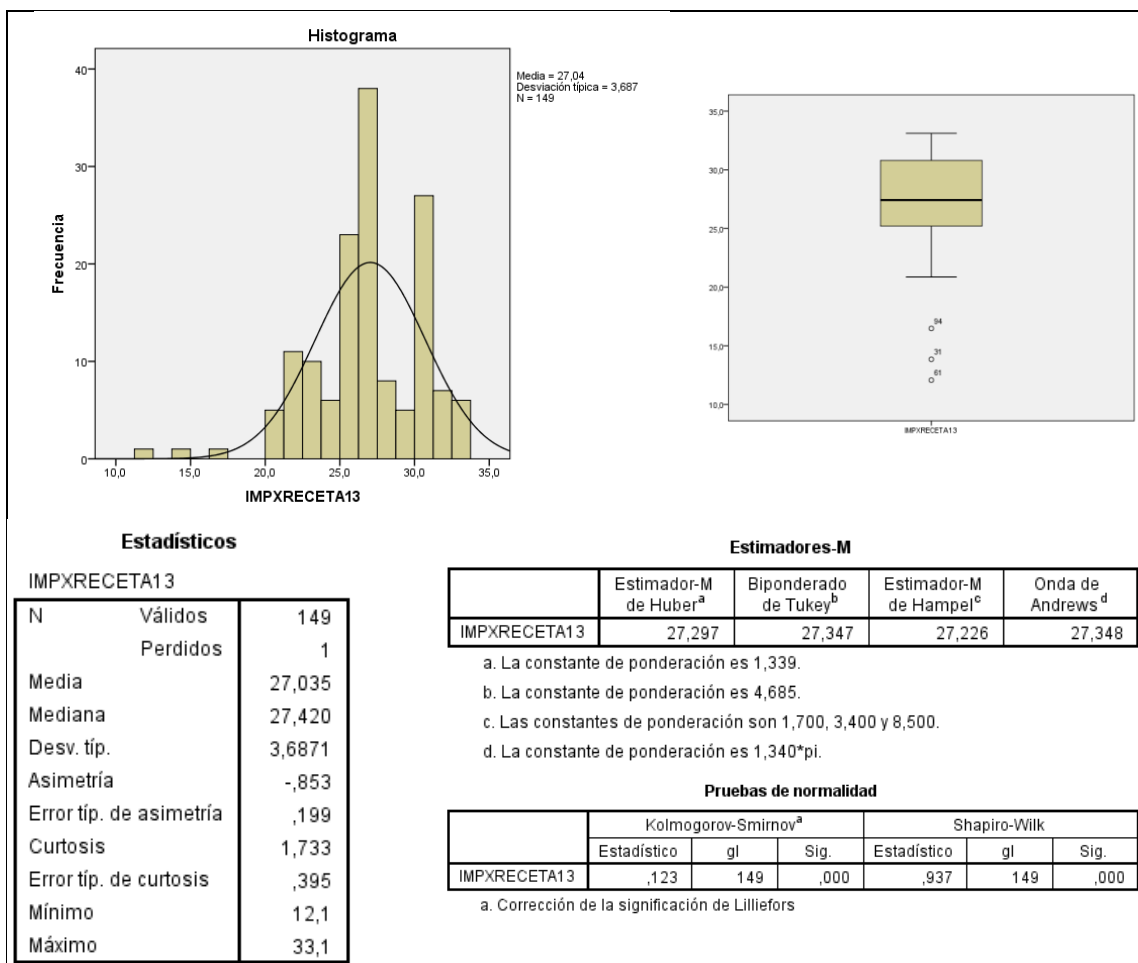 Histograma
Media = 27,04
Desviación típica = 3,687
N = 149
Frecuencia
40
30
20
10
0
10,0 15,0 20,0 25,0 30,0 35,0
IMPXRECETA13
35,0
30,0
25,0
20,0
15,0
10,0
94
31
61
IMPXRECETA13
Estadísticos
IMPXRECETA13
N Válidos 149
Perdidos 1
Media 27,035
Mediana 27,420
Desv. típ. 3,6871
Asimetría -,853
Error típ. de asimetría ,199
Curtosis 1,733
Error típ. de curtosis ,395
Mínimo 12,1
Máximo 33,1
Estimadores-M
Estimador-M de Huberª Biponderado de Tukeyᵇ Estimador-M de Hampelᶜ Onda de Andrewsᵈ
IMPXRECETA13 27,297 27,347 27,226 27,348
a. La constante de ponderación es 1,339.
b. La constante de ponderación es 4,685.
c. Las constantes de ponderación son 1,700, 3,400 y 8,500.
d. La constante de ponderación es 1,340*pi.
Pruebas de normalidad
Kolmogorov-Smirnovª Shapiro-Wilk
Estadístico gl Sig. Estadístico gl Sig.
IMPXRECETA13 ,123 149 ,000 ,937 149 ,000
a. Corrección de la significación de Lilliefors